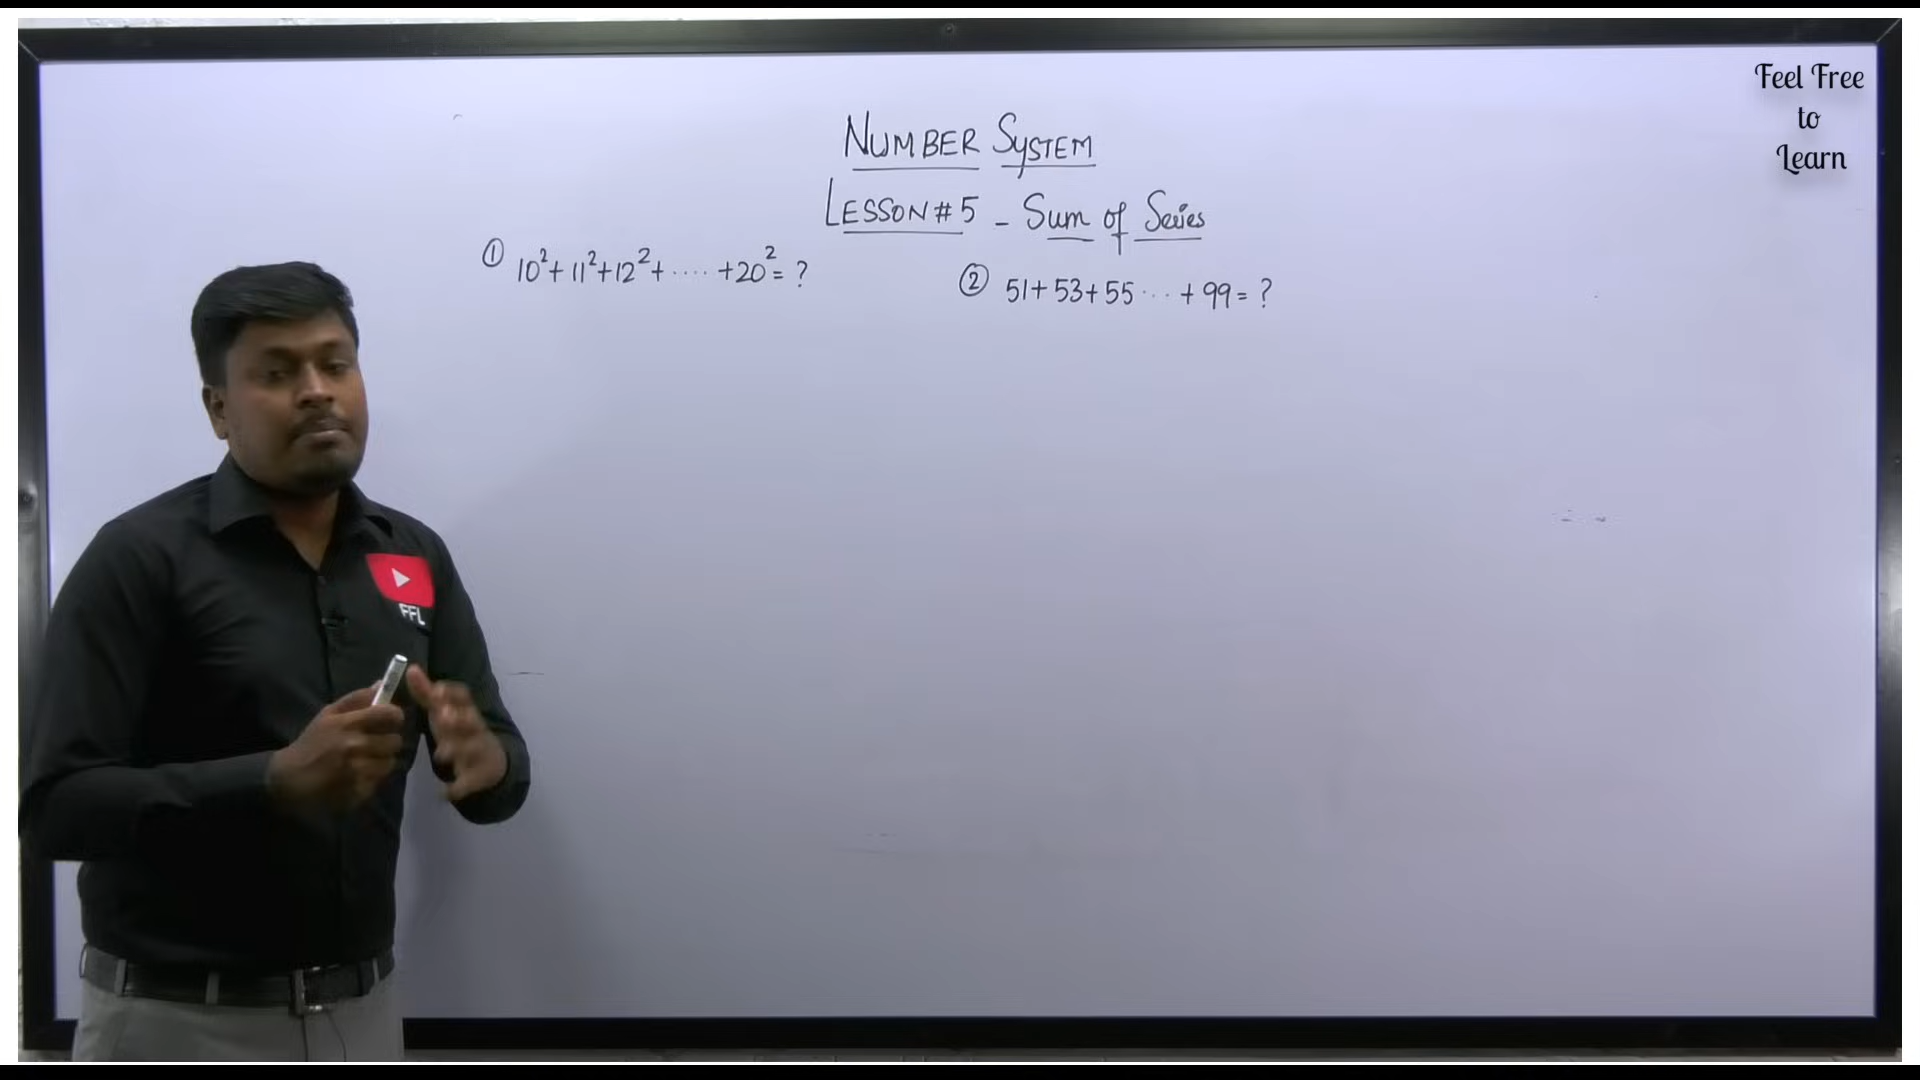 Feel Free
to
Learn
NUMBER SYSTEM
LESSON # 5 - Sum of Series
① 10²+11²+12²+ ···· +20²= ?
② 51+53+55 ··· +99= ?
FFL